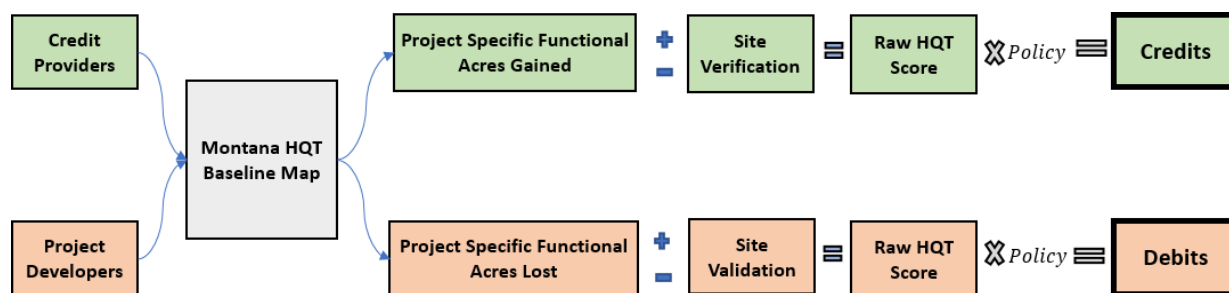 Credit
Providers
Project Specific Functional
Acres Gained
+
-
Site
Verification
=
Raw HQT
Score
X Policy =
Credits
Montana HQT
Baseline Map
Project
Developers
Project Specific Functional
Acres Lost
+
-
Site
Validation
=
Raw HQT
Score
X Policy =
Debits